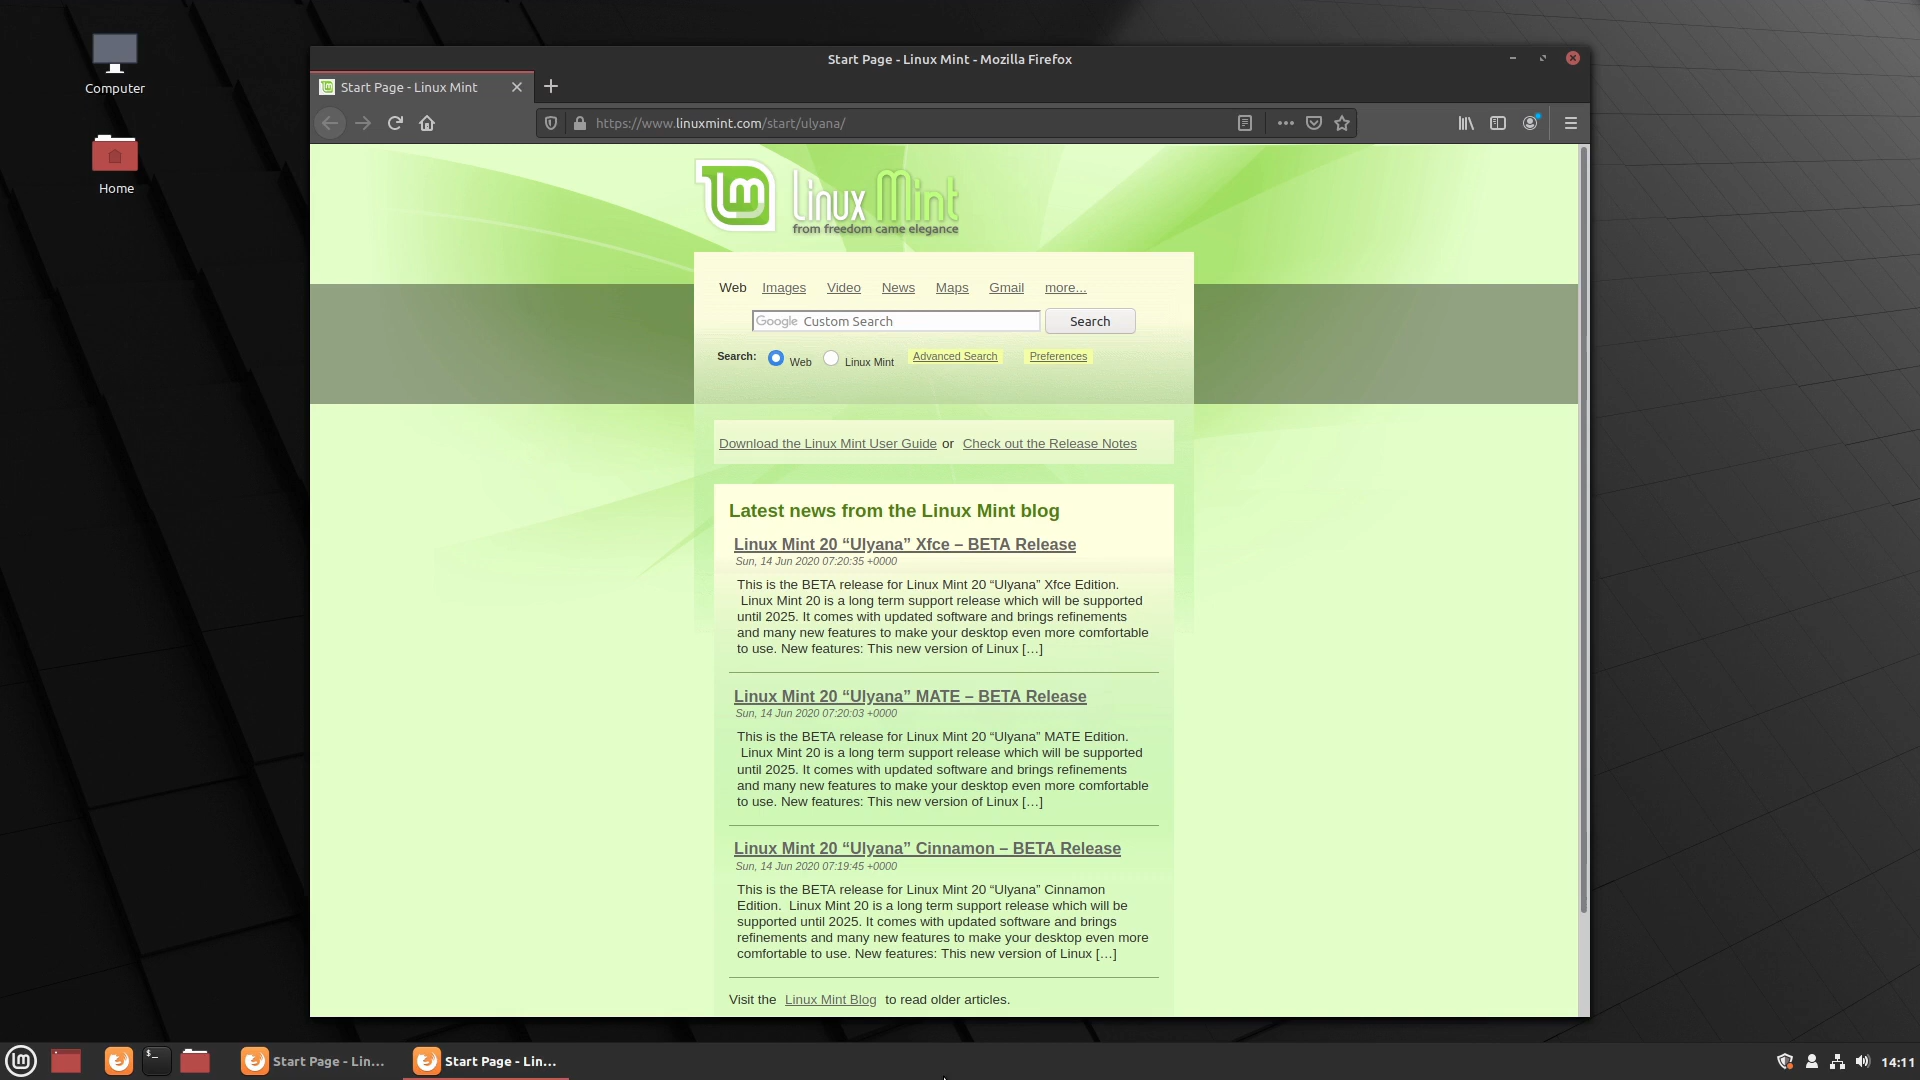 Computer
Home
Start Page - Linux Mint - Mozilla Firefox
Start Page - Linux Mint
https://www.linuxmint.com/start/ulyana/
lm Linux Mint
from freedom came elegance
Web Images Video News Maps Gmail more...
Google Custom Search Search
Search: Web Linux Mint Advanced Search Preferences
Download the Linux Mint User Guide or Check out the Release Notes
Latest news from the Linux Mint blog
Linux Mint 20 “Ulyana” Xfce – BETA Release
Sun, 14 Jun 2020 07:20:35 +0000
This is the BETA release for Linux Mint 20 “Ulyana” Xfce Edition.
Linux Mint 20 is a long term support release which will be supported
until 2025. It comes with updated software and brings refinements
and many new features to make your desktop even more comfortable
to use. New features: This new version of Linux […]
Linux Mint 20 “Ulyana” MATE – BETA Release
Sun, 14 Jun 2020 07:20:03 +0000
This is the BETA release for Linux Mint 20 “Ulyana” MATE Edition.
Linux Mint 20 is a long term support release which will be supported
until 2025. It comes with updated software and brings refinements
and many new features to make your desktop even more comfortable
to use. New features: This new version of Linux […]
Linux Mint 20 “Ulyana” Cinnamon – BETA Release
Sun, 14 Jun 2020 07:19:45 +0000
This is the BETA release for Linux Mint 20 “Ulyana” Cinnamon
Edition. Linux Mint 20 is a long term support release which will be
supported until 2025. It comes with updated software and brings
refinements and many new features to make your desktop even more
comfortable to use. New features: This new version of Linux […]
Visit the Linux Mint Blog to read older articles.
lm $_ Start Page - Lin... Start Page - Lin... 14:11